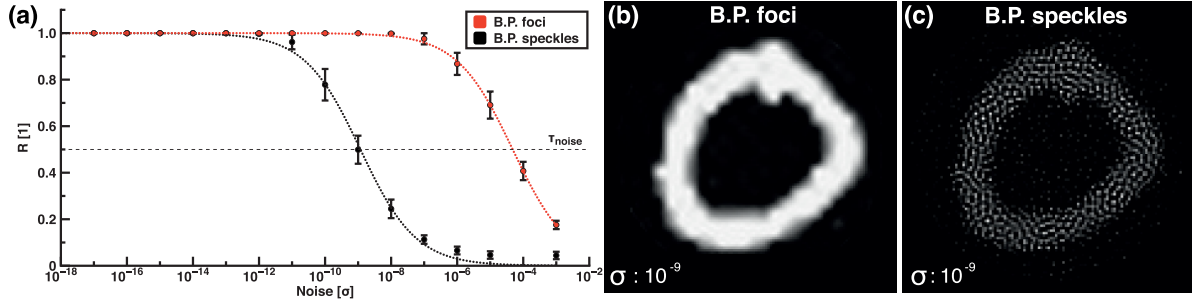 (a)
B.P. foci
B.P. speckles
1.0
0.8
0.6
0.4
0.2
0
R [1]
τnoise
10⁻¹⁸ 10⁻¹⁶ 10⁻¹⁴ 10⁻¹² 10⁻¹⁰ 10⁻⁸ 10⁻⁶ 10⁻⁴ 10⁻²
Noise [σ]
(b)
B.P. foci
σ : 10⁻⁹
(c)
B.P. speckles
σ : 10⁻⁹